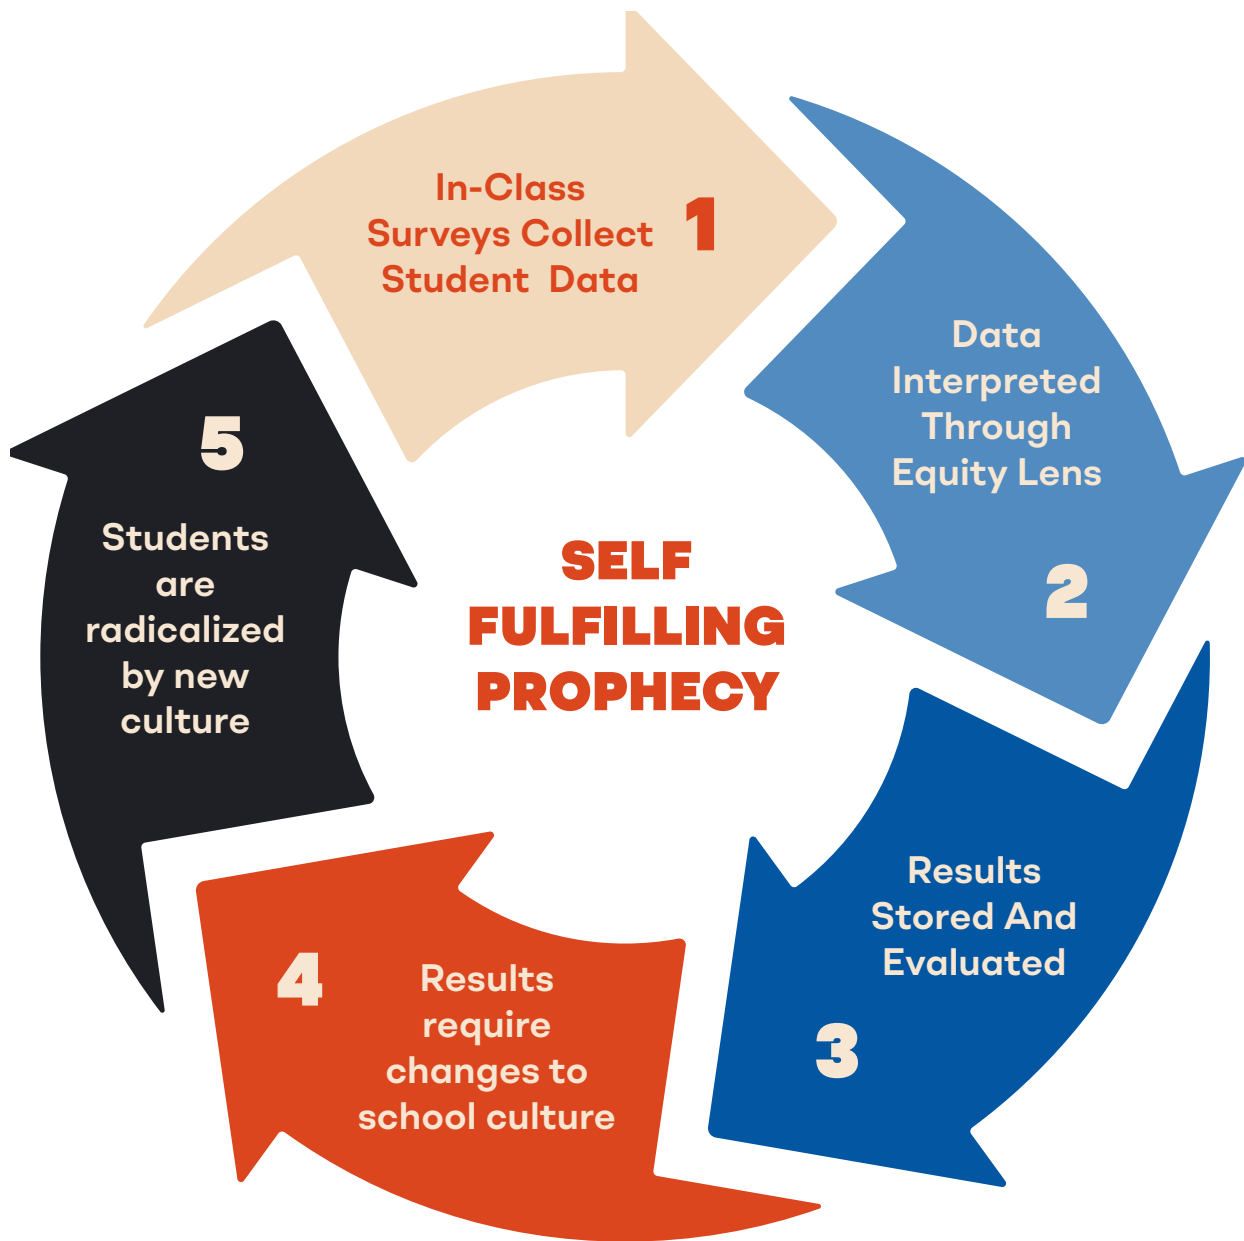 In-Class
Surveys Collect
Student Data
1
Data
Interpreted
Through
Equity Lens
2
Results
Stored And
Evaluated
3
4
Results
require
changes to
school culture
5
Students
are
radicalized
by new
culture
SELF
FULFILLING
PROPHECY